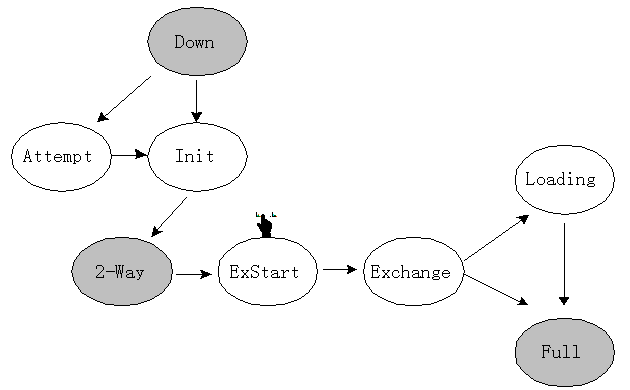 Down
Attempt
Init
Loading
2-Way
ExStart
Exchange
Full